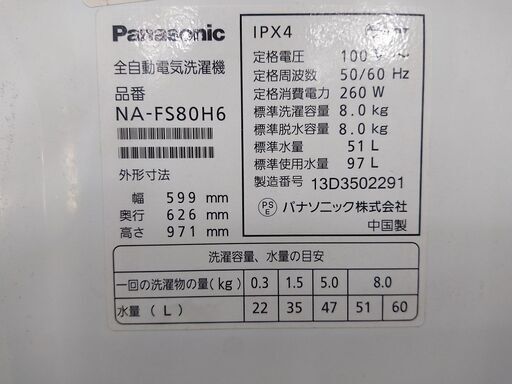 Panasonic
全自動電気洗濯機
品番
NA-FS80H6
外形寸法
幅 599 mm
奥行 626 mm
高さ 971 mm
IPX4
定格電圧 100 V~
定格周波数 50/60 Hz
定格消費電力 260 W
標準洗濯容量 8.0 kg
標準脱水容量 8.0 kg
標準水量 51 L
標準使用水量 97 L
製造番号 13D3502291
PSE パナソニック株式会社
中国製
洗濯容量、水量の目安
一回の洗濯物の量(kg) 0.3 1.5 5.0 8.0
水量(L) 22 35 47 51 60